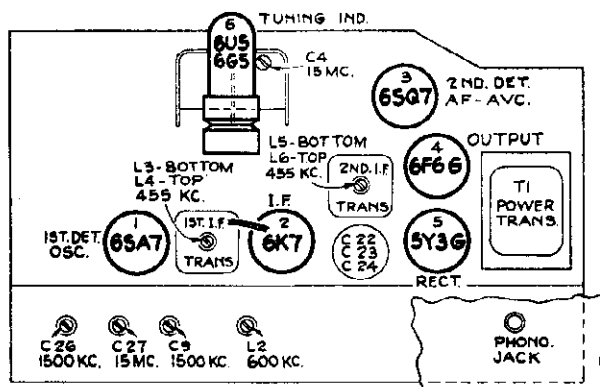 TUNING IND.
6
6U5
6G5
C4
15 MC.
3
6SQ7
2ND. DET.
AF-AVC.
L5-BOTTOM
L6-TOP
455 KC.
2ND. I.F.
TRANS
4
6F6G
OUTPUT
T1
POWER
TRANS.
L3-BOTTOM
L4-TOP
455 KC.
1ST. DET.
OSC.
1
6SA7
1ST. I.F.
TRANS
I.F.
2
6K7
C 22
C 23
C 24
5
5Y3G
RECT.
C26
1500 KC.
C27
15 MC.
C9
1500 KC.
L2
600 KC.
PHONO.
JACK